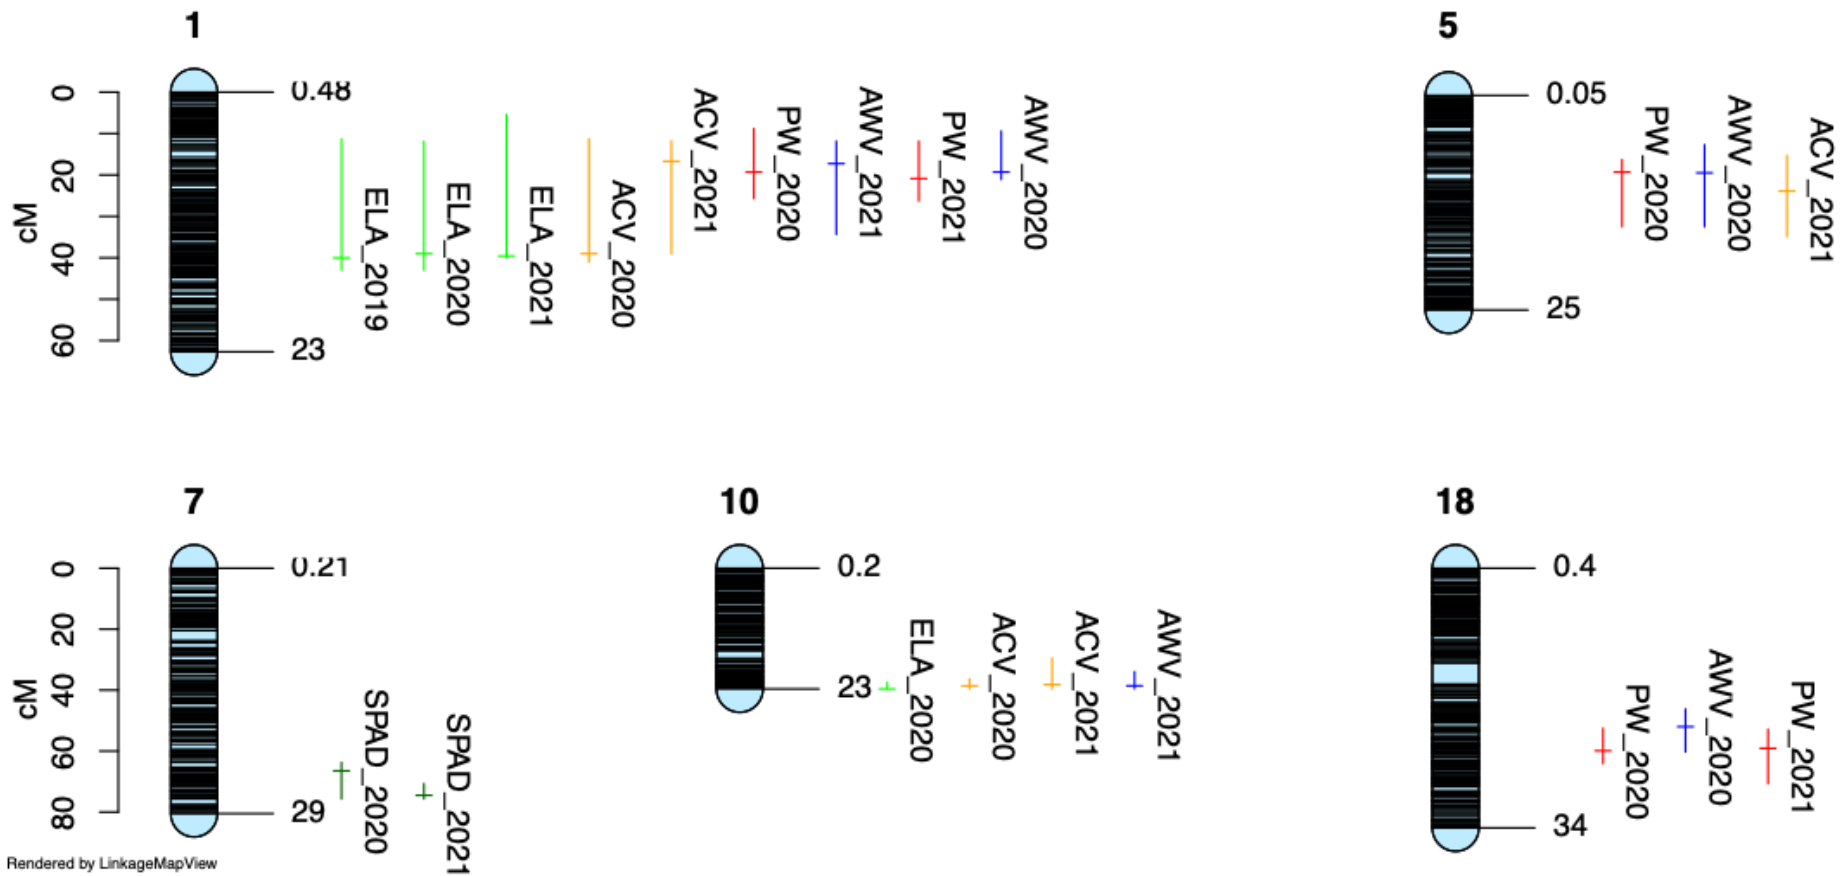 1
0
20
40
60
cM
0.48
23
ELA_2019
ELA_2020
ELA_2021
ACV_2020
ACV_2021
PW_2020
AWV_2021
PW_2021
AWV_2020
5
0.05
25
PW_2020
AWV_2020
ACV_2021
7
0
20
40
60
80
cM
0.21
29
SPAD_2020
SPAD_2021
10
0.2
23
ELA_2020
ACV_2020
ACV_2021
AWV_2021
18
0.4
34
PW_2020
AWV_2020
PW_2021
Rendered by LinkageMapView